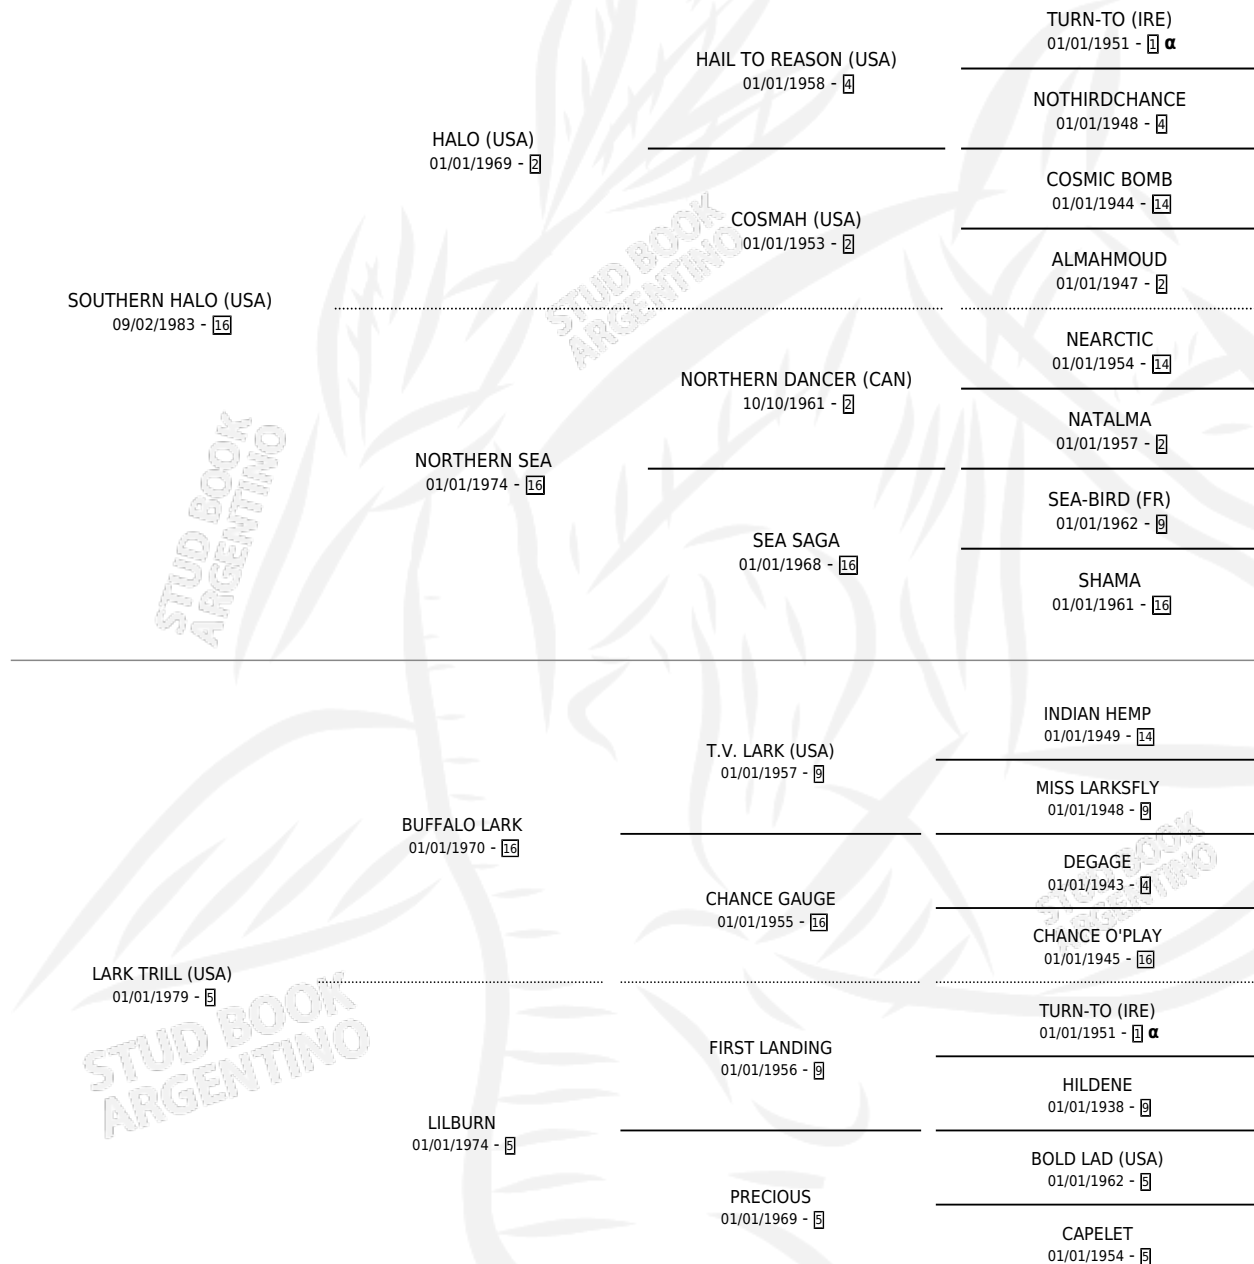 SOUTHERN HALO (USA)
09/02/1983 - 16
HALO (USA)
01/01/1969 - 2
HAIL TO REASON (USA)
01/01/1958 - 4
TURN-TO (IRE)
01/01/1951 - 1 α
NOTHIRDCHANCE
01/01/1948 - 4
COSMAH (USA)
01/01/1953 - 2
COSMIC BOMB
01/01/1944 - 14
ALMAHMOUD
01/01/1947 - 2
NORTHERN SEA
01/01/1974 - 16
NORTHERN DANCER (CAN)
10/10/1961 - 2
NEARCTIC
01/01/1954 - 14
NATALMA
01/01/1957 - 2
SEA SAGA
01/01/1968 - 16
SEA-BIRD (FR)
01/01/1962 - 9
SHAMA
01/01/1961 - 16
LARK TRILL (USA)
01/01/1979 - 5
BUFFALO LARK
01/01/1970 - 16
T.V. LARK (USA)
01/01/1957 - 9
INDIAN HEMP
01/01/1949 - 14
MISS LARKSFLY
01/01/1948 - 9
CHANCE GAUGE
01/01/1955 - 16
DEGAGE
01/01/1943 - 4
CHANCE O'PLAY
01/01/1945 - 16
LILBURN
01/01/1974 - 5
FIRST LANDING
01/01/1956 - 9
TURN-TO (IRE)
01/01/1951 - 1 α
HILDENE
01/01/1938 - 9
PRECIOUS
01/01/1969 - 5
BOLD LAD (USA)
01/01/1962 - 5
CAPELET
01/01/1954 - 5
STUD BOOK
ARGENTINO
STUD BOOK
ARGENTINO
STUD BOOK
ARGENTINO
STUD BOOK
ARGENTINO